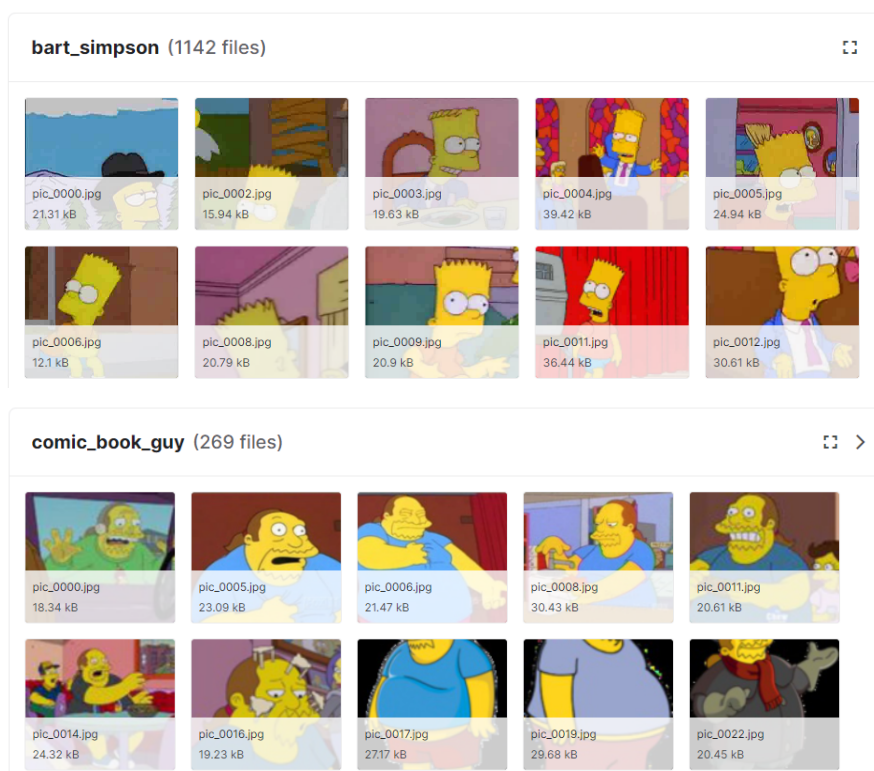 bart_simpson (1142 files)
pic_0000.jpg
21.31 kB
pic_0002.jpg
15.94 kB
pic_0003.jpg
19.63 kB
pic_0004.jpg
39.42 kB
pic_0005.jpg
24.94 kB
pic_0006.jpg
12.1 kB
pic_0008.jpg
20.79 kB
pic_0009.jpg
20.9 kB
pic_0011.jpg
36.44 kB
pic_0012.jpg
30.61 kB
comic_book_guy (269 files)
pic_0000.jpg
18.34 kB
pic_0005.jpg
23.09 kB
pic_0006.jpg
21.47 kB
pic_0008.jpg
30.43 kB
pic_0011.jpg
20.61 kB
pic_0014.jpg
24.32 kB
pic_0016.jpg
19.23 kB
pic_0017.jpg
27.17 kB
pic_0019.jpg
29.68 kB
pic_0022.jpg
20.45 kB